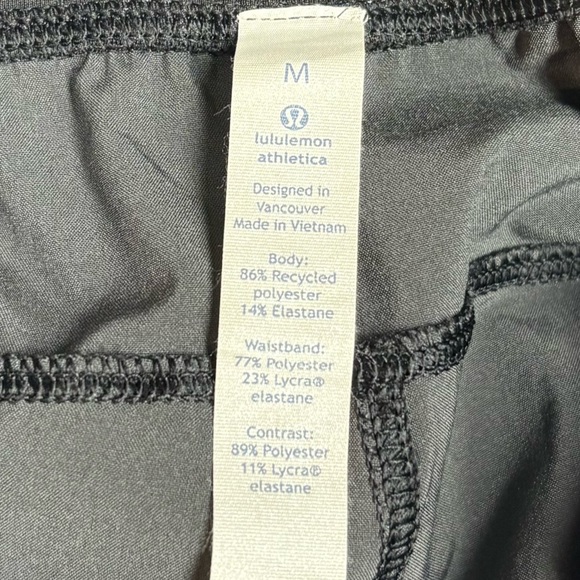 M
lululemon
athletica
Designed in
Vancouver
Made in Vietnam
Body:
86% Recycled
polyester
14% Elastane
Waistband:
77% Polyester
23% Lycra®
elastane
Contrast:
89% Polyester
11% Lycra®
elastane